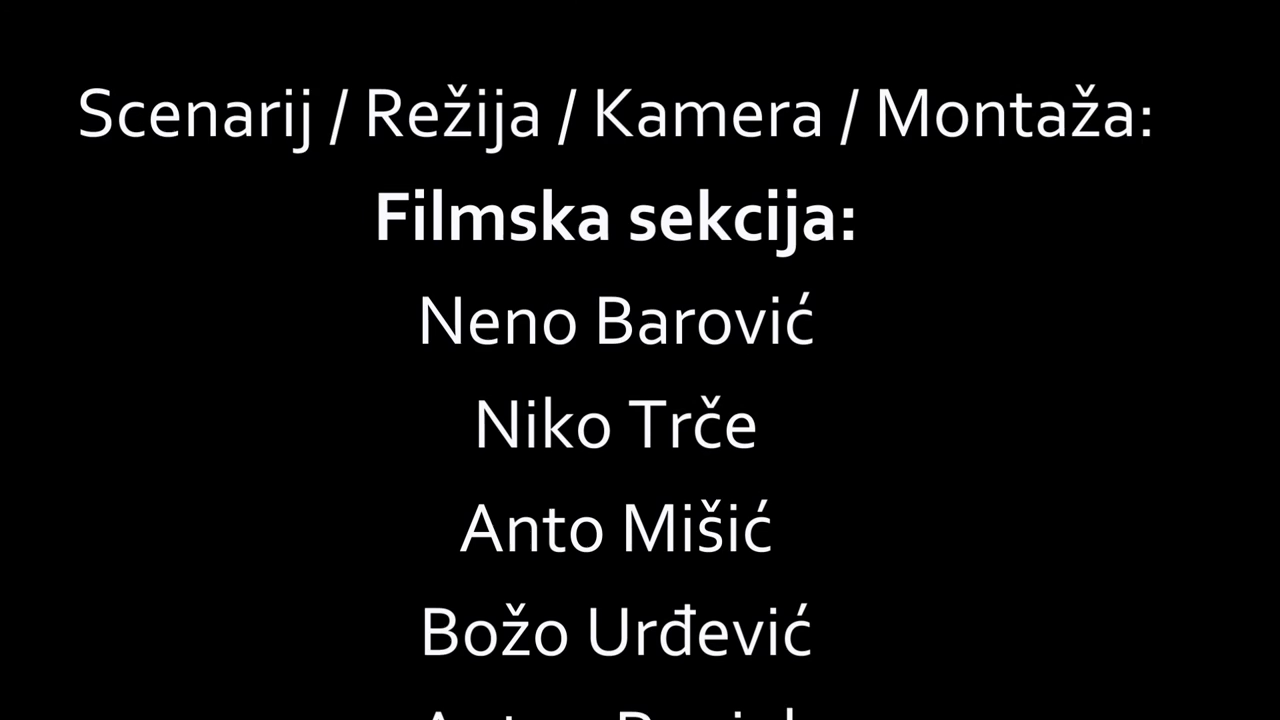 Scenarij / Režija / Kamera / Montaža:
Filmska sekcija:
Neno Barović
Niko Trče
Anto Mišić
Božo Urđević